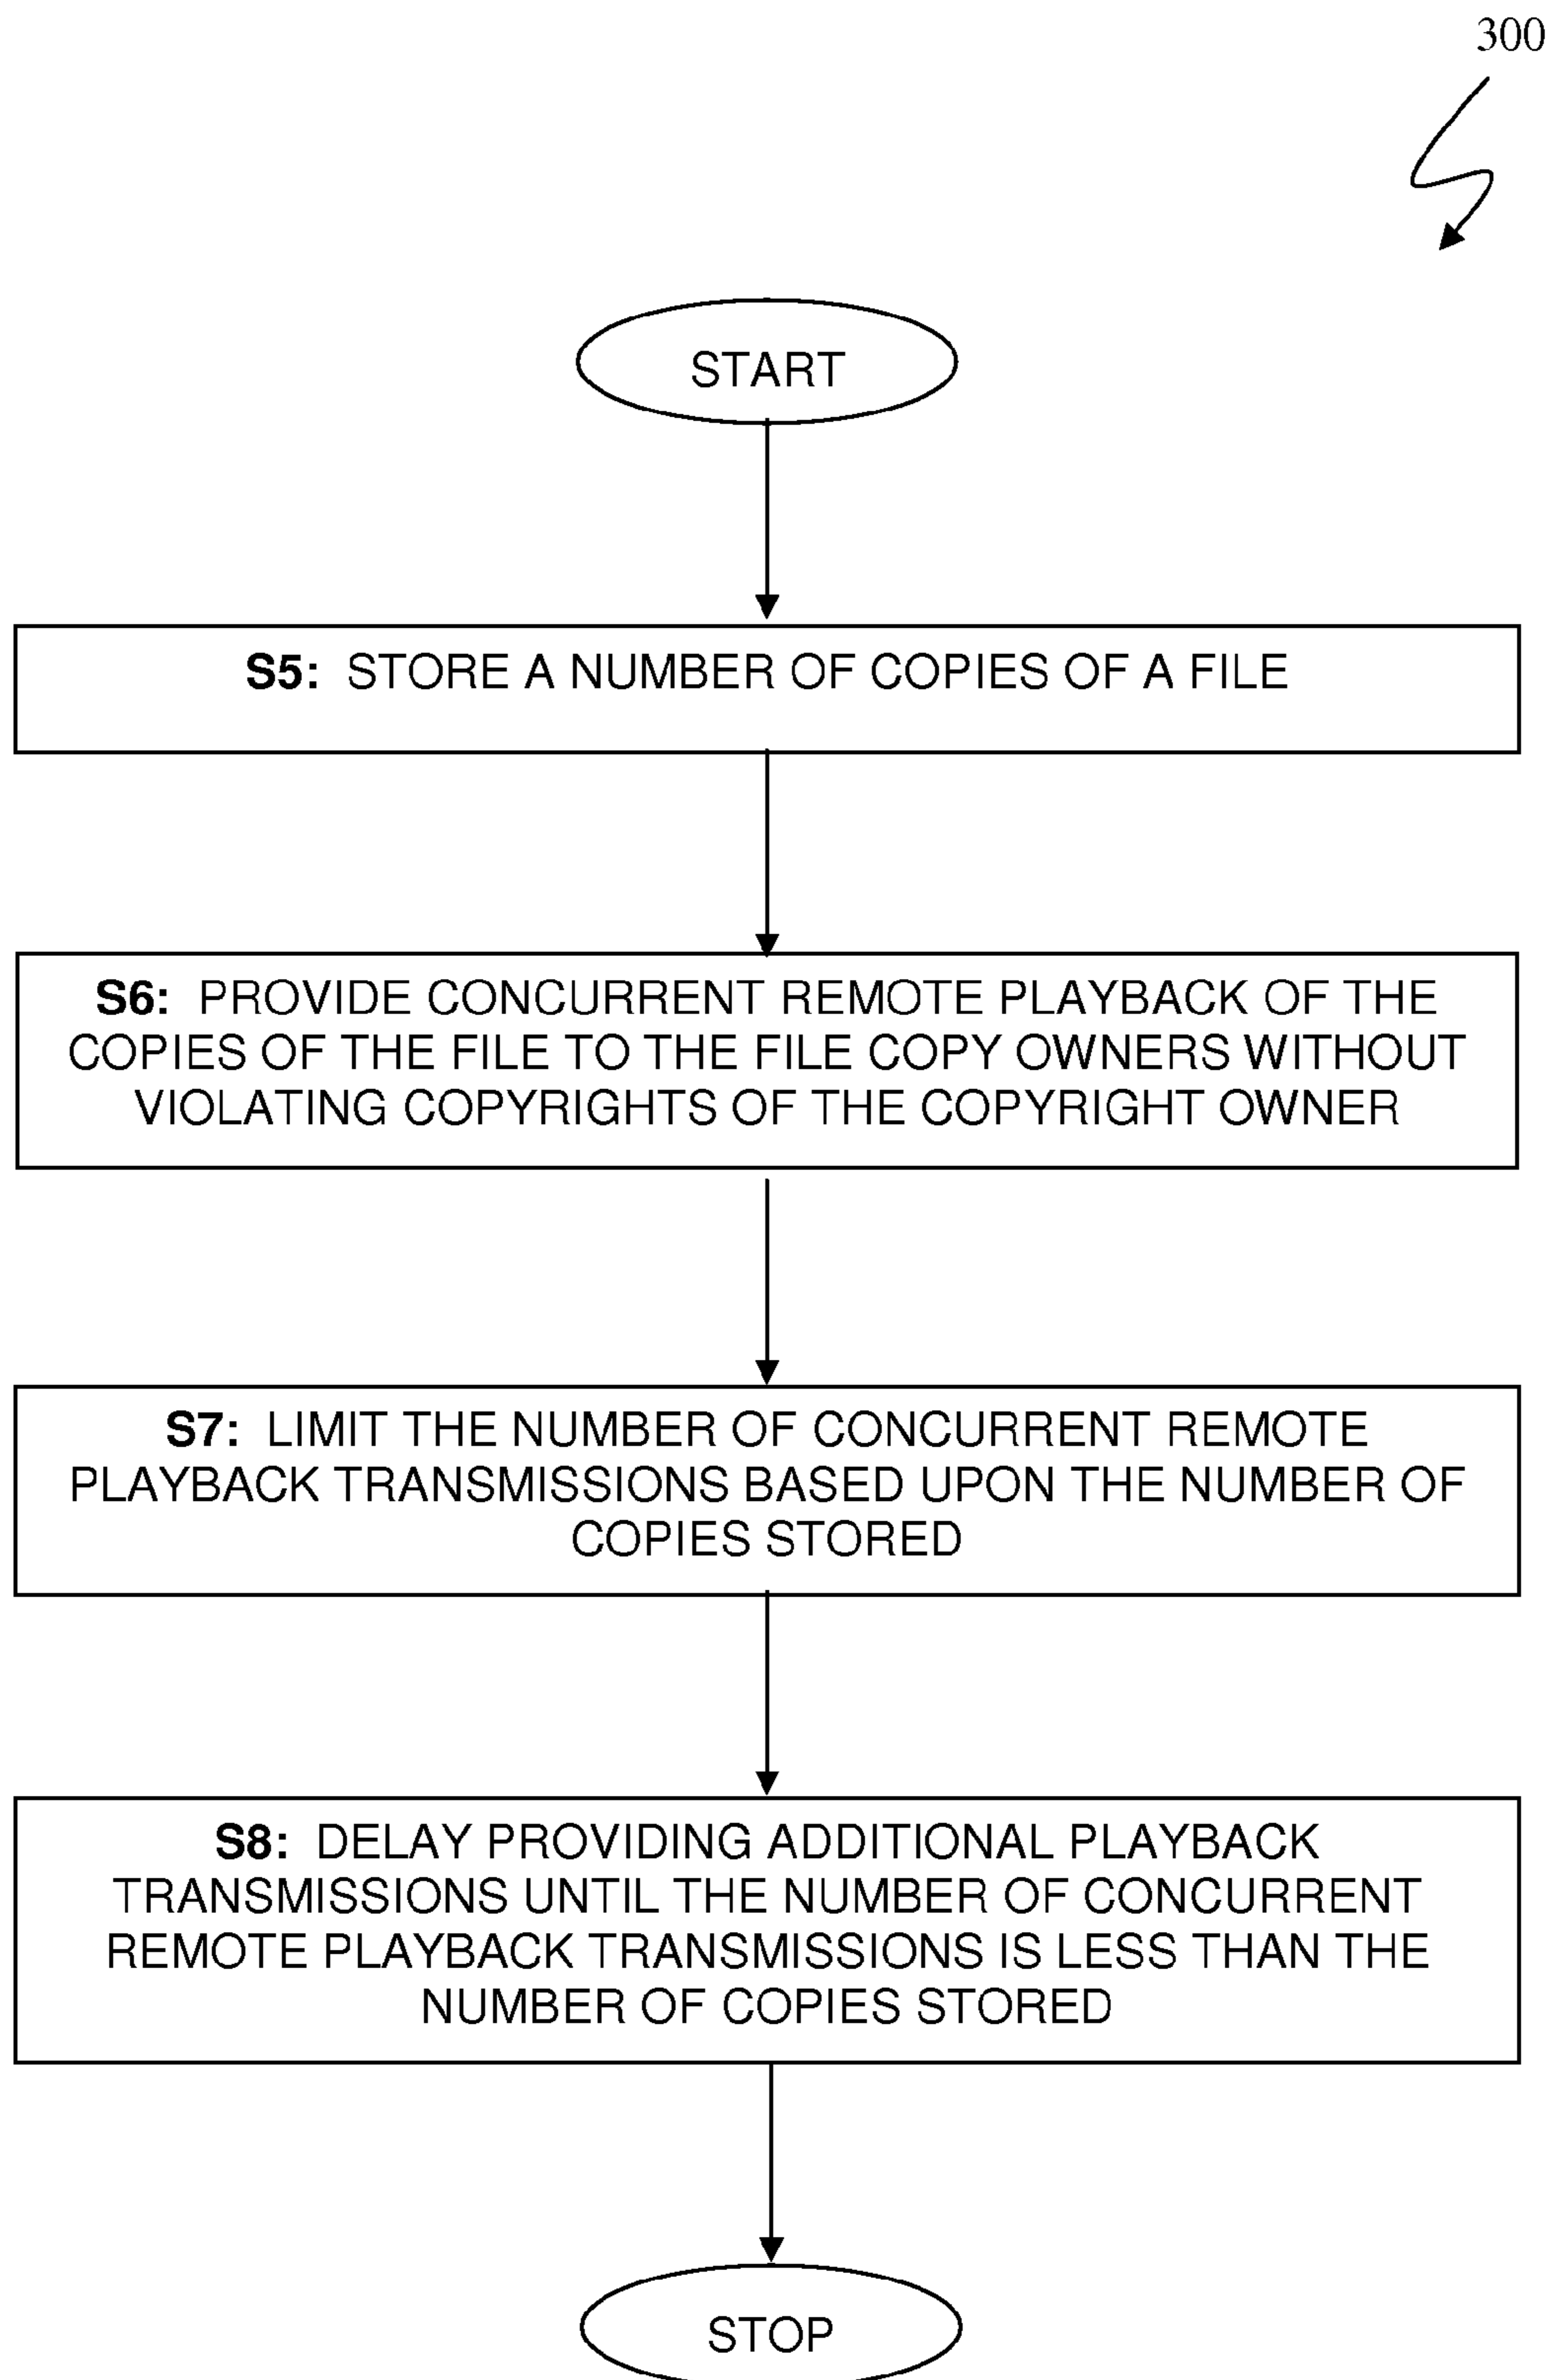 300
START
S5: STORE A NUMBER OF COPIES OF A FILE
S6: PROVIDE CONCURRENT REMOTE PLAYBACK OF THE
COPIES OF THE FILE TO THE FILE COPY OWNERS WITHOUT
VIOLATING COPYRIGHTS OF THE COPYRIGHT OWNER
S7: LIMIT THE NUMBER OF CONCURRENT REMOTE
PLAYBACK TRANSMISSIONS BASED UPON THE NUMBER OF
COPIES STORED
S8: DELAY PROVIDING ADDITIONAL PLAYBACK
TRANSMISSIONS UNTIL THE NUMBER OF CONCURRENT
REMOTE PLAYBACK TRANSMISSIONS IS LESS THAN THE
NUMBER OF COPIES STORED
STOP